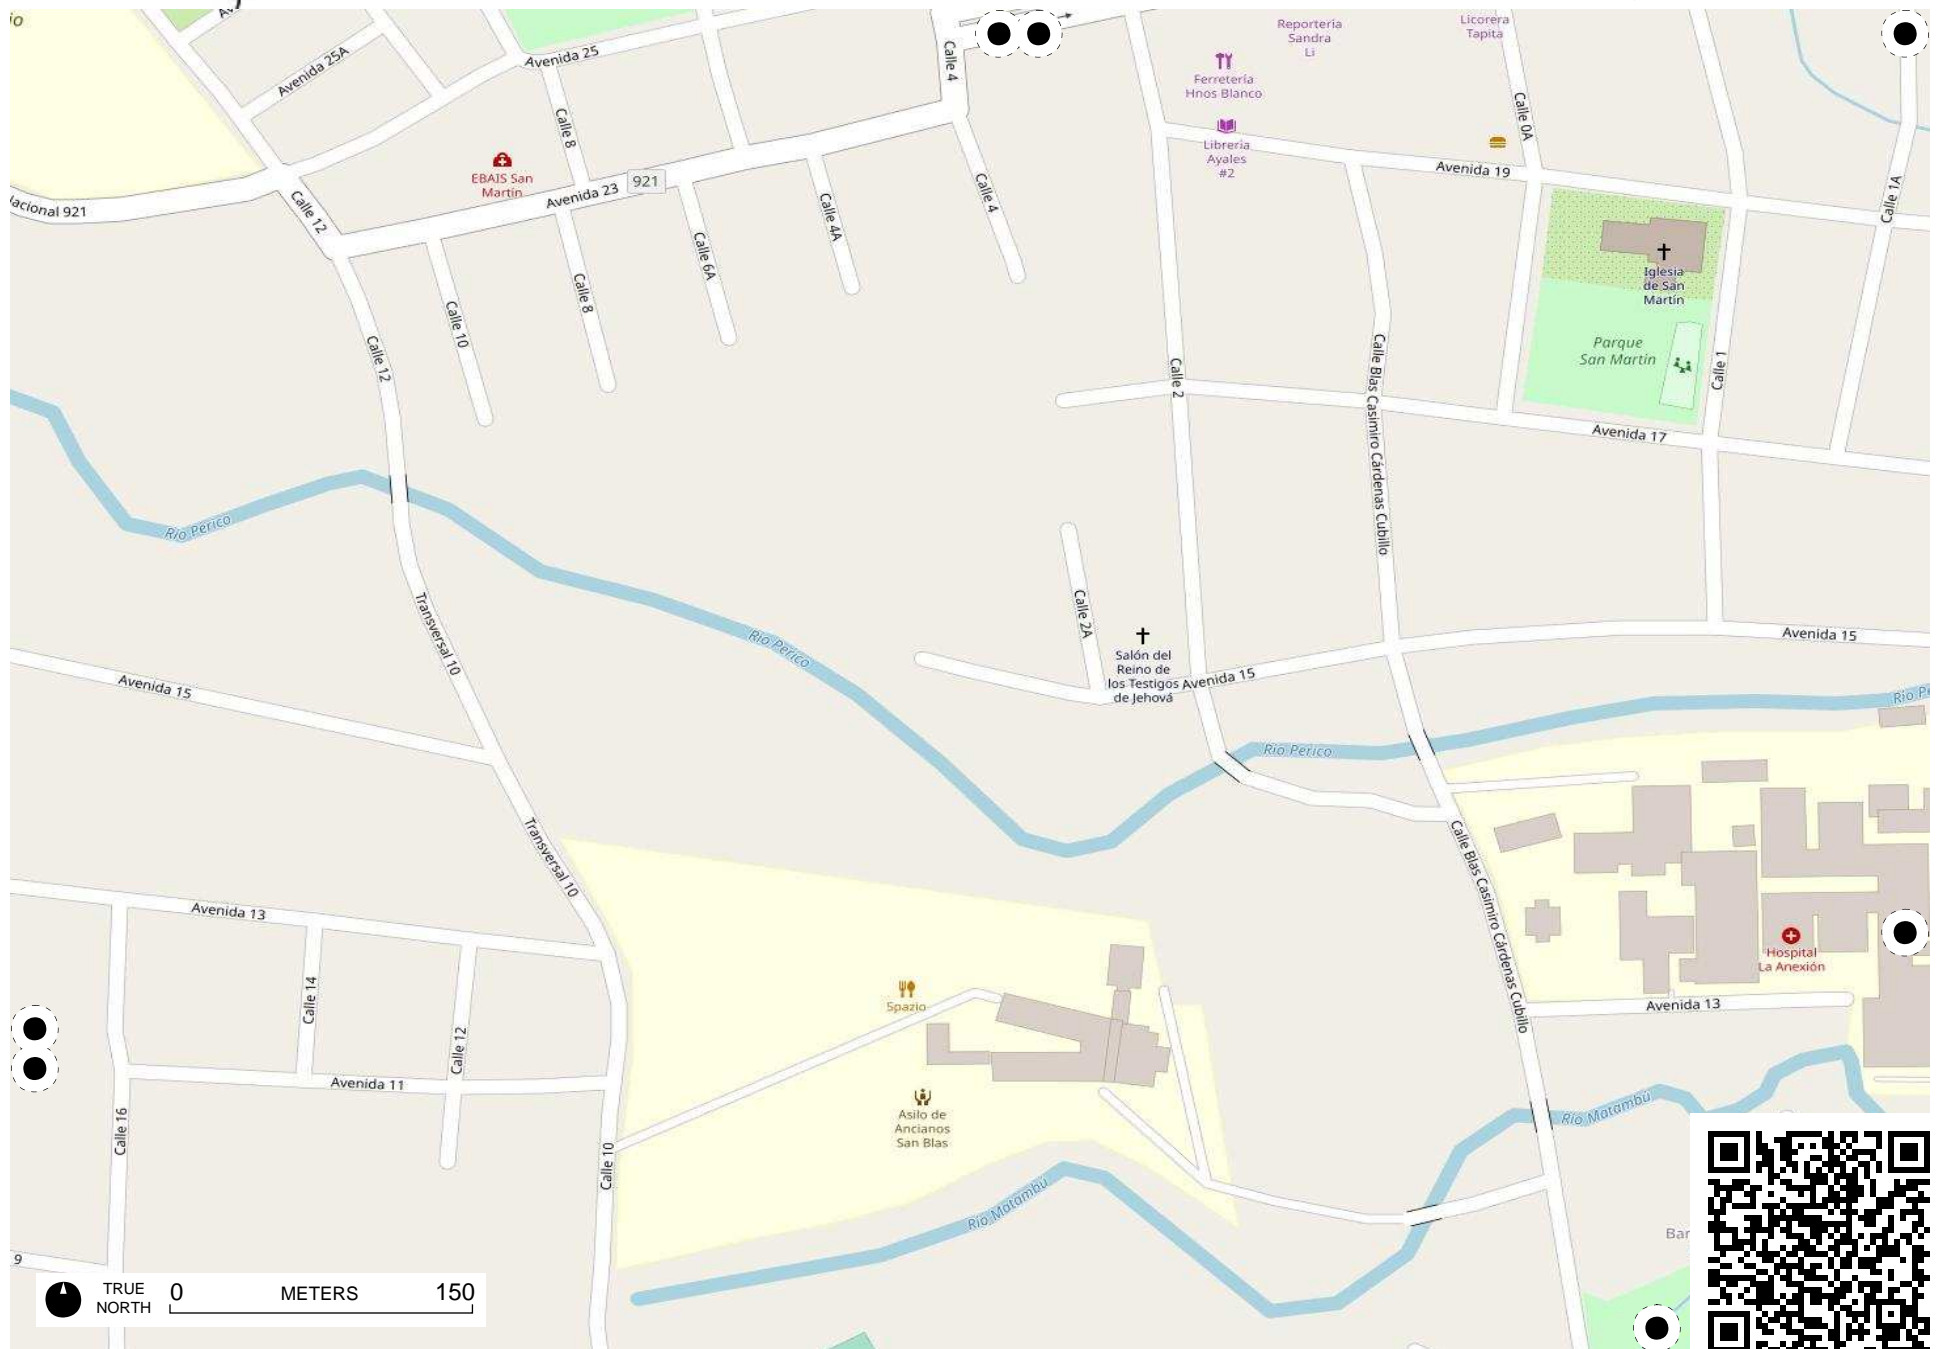 Avenida 25A
Avenida 25
Calle 4
Reportería
Sandra
Li
Licorera
Tapita
Ferretería
Hnos Blanco
Calle 8
Calle 0A
Librería
Ayales
#2
EBAIS San
Martín
Avenida 23
921
Avenida 19
Calle 12
Calle 4
Calle 4A
Calle 1A
Calle 6A
Iglesia
de San
Martín
Calle 8
Calle 10
Calle 12
Calle 2
Calle Blas Casimiro Cárdenas Cubillo
Parque
San Martín
Calle 1
Avenida 17
Río Perico
Transversal 10
Calle 2A
Río Perico
Salón del
Reino de
los Testigos
de Jehová
Avenida 15
Avenida 15
Avenida 15
Río Perico
Transversal 10
Calle Blas Casimiro Cárdenas Cubillo
Avenida 13
Hospital
La Anexión
Calle 14
Spazio
Avenida 13
Calle 12
Avenida 11
Calle 16
Asilo de
Ancianos
San Blas
Río Matambú
Calle 10
Río Matambú
9
TRUE
NORTH
0 METERS 150